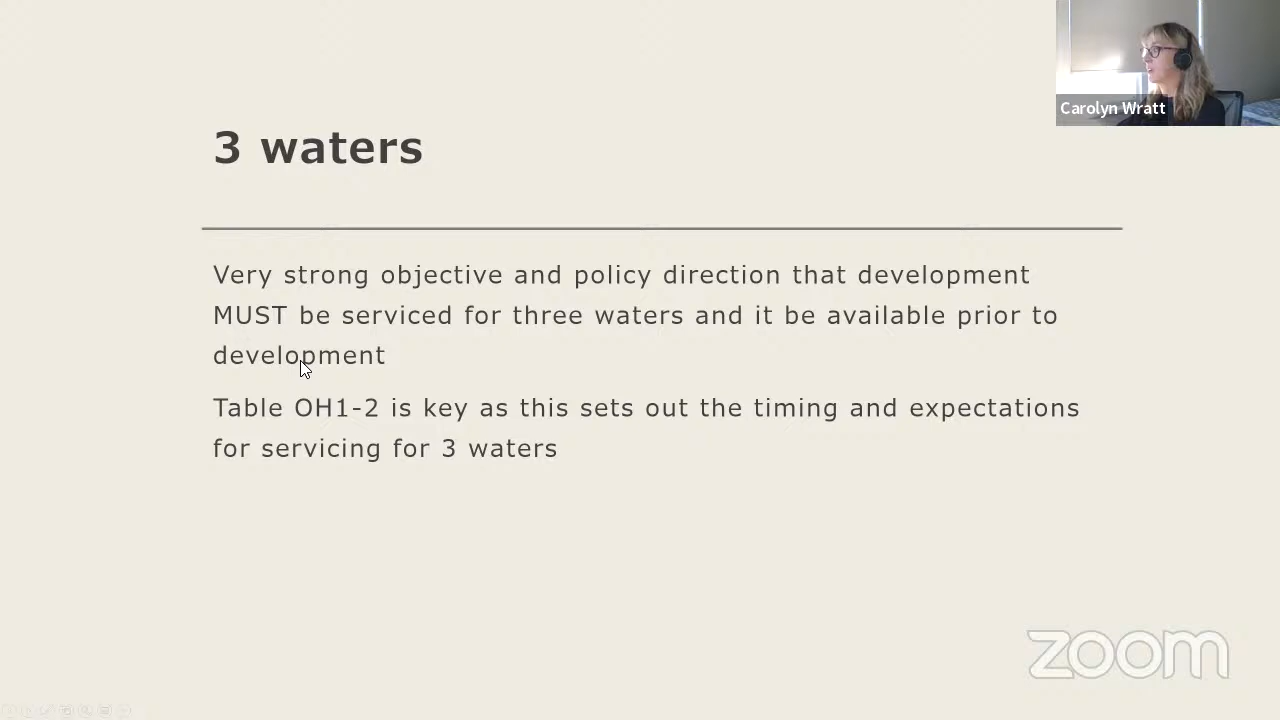 Carolyn Wratt
3 waters
Very strong objective and policy direction that development
MUST be serviced for three waters and it be available prior to
development
Table OH1-2 is key as this sets out the timing and expectations
for servicing for 3 waters
zoom